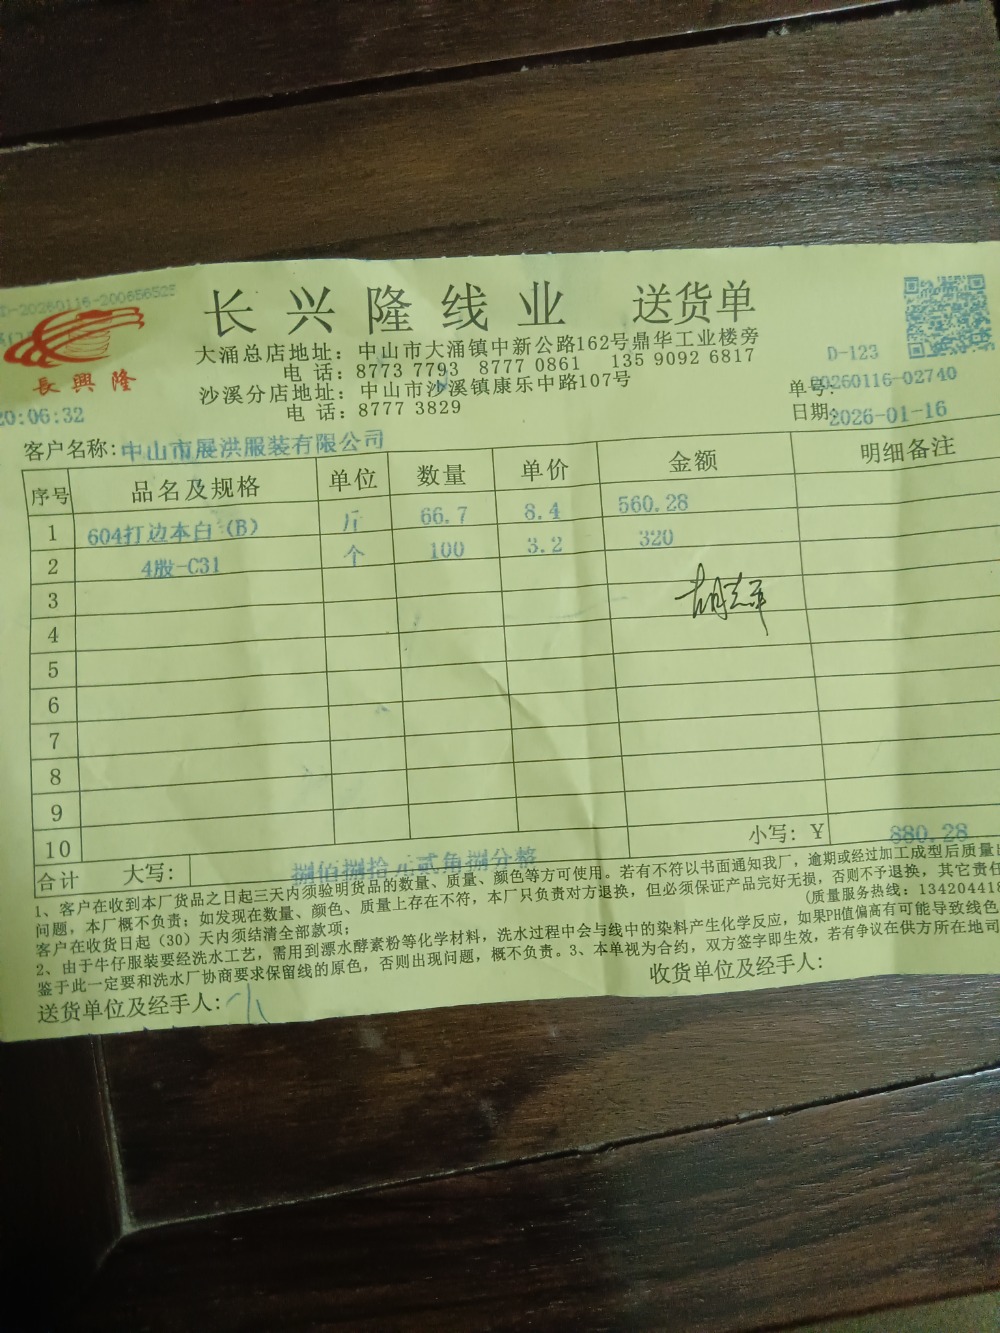 D-20260116-20065652S
长兴隆线业 送货单
長興隆
大涌总店地址：中山市大涌镇中新公路162号鼎华工业楼旁
电 话：8773 7793 8777 0861 135 9092 6817
沙溪分店地址：中山市沙溪镇康乐中路107号
电 话：8777 3829
D-123
20:06:32
单号：20260116-02740
日期：2026-01-16
客户名称：中山市展洪服装有限公司
序号 品名及规格 单位 数量 单价 金额 明细备注
1 604打边本白（B） 斤 66.7 8.4 560.28
2 4股-C31 个 100 3.2 320
3
4
5
6
7
8
9
10
小写：¥ 880.28
合计 大写：捌佰捌拾元贰角捌分整
1、客户在收到本厂货品之日起三天内须验明货品的数量、质量、颜色等方可使用。若有不符以书面通知我厂，逾期或经过加工成型后质量
问题，本厂概不负责；如发现在数量、颜色、质量上存在不符，本厂只负责对方退换，但必须保证产品完好无损，否则不予退换，其它责任
客户在收货日起（30）天内须结清全部款项；
(质量服务热线：134204418
2、由于牛仔服装要经洗水工艺，需用到漂水酵素粉等化学材料，洗水过程中会与线中的染料产生化学反应，如果PH值偏高有可能导致线色
鉴于此一定要和洗水厂协商要求保留线的原色，否则出现问题，概不负责。3、本单视为合约，双方签字即生效，若有争议在供方所在地司
送货单位及经手人：
收货单位及经手人：